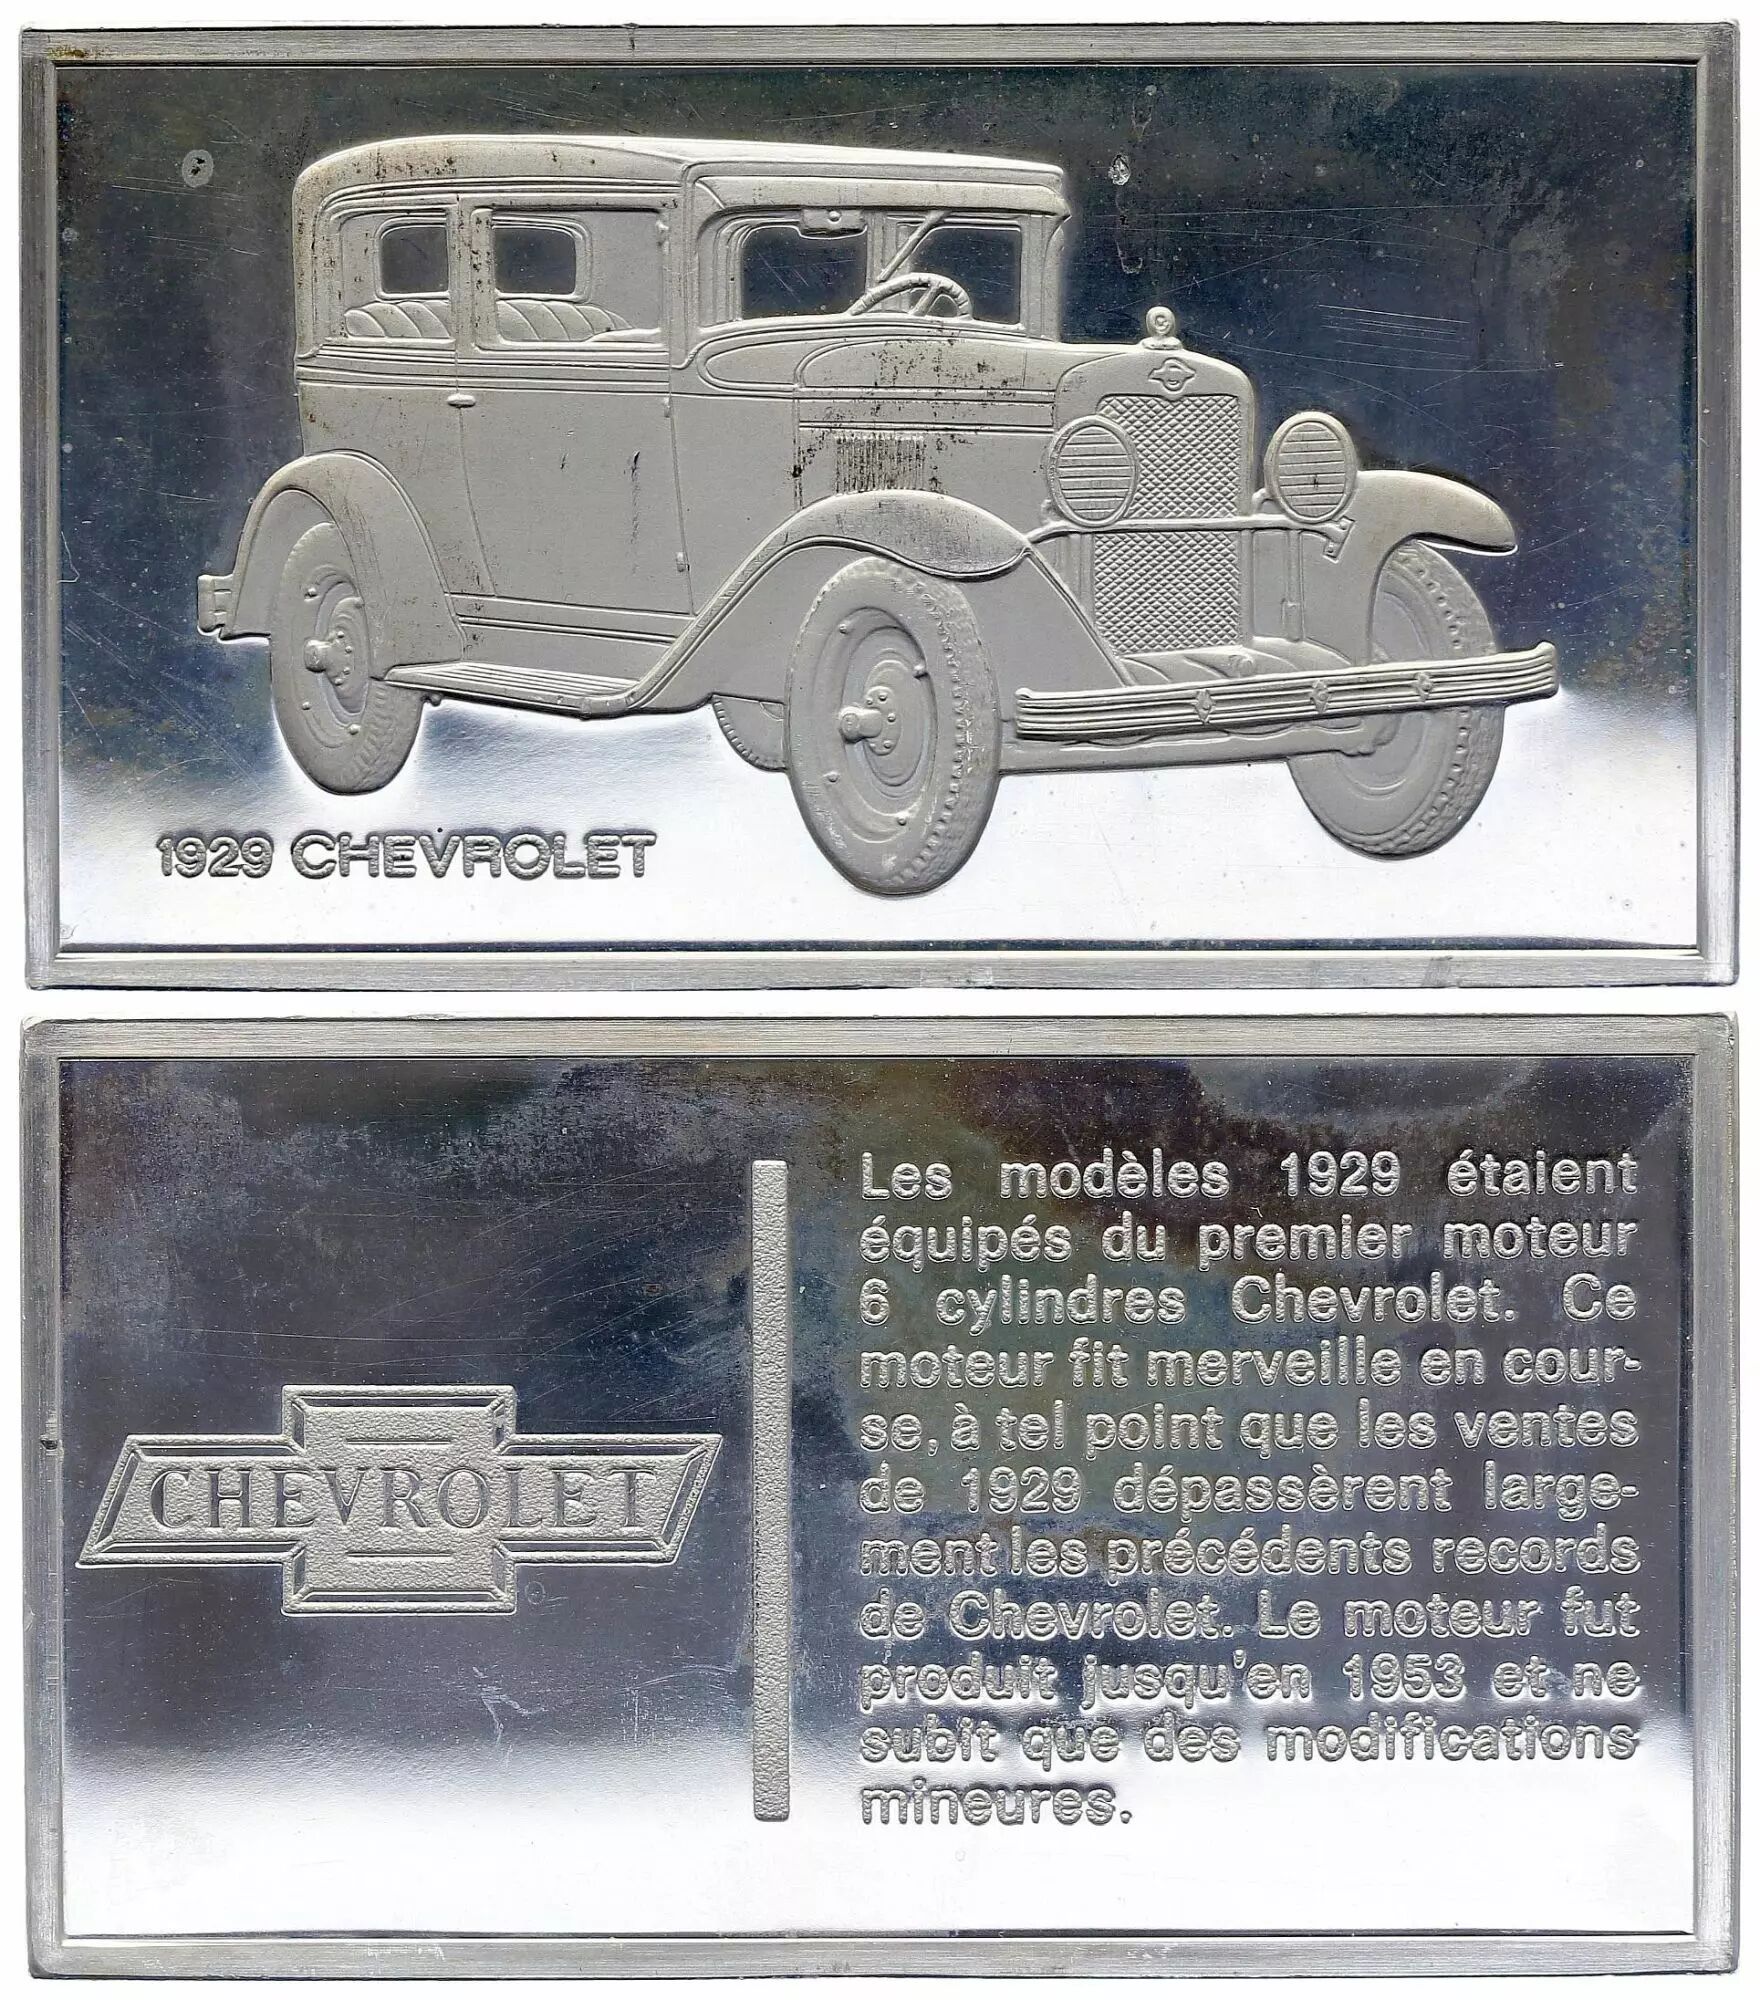 1929 CHEVROLET
CHEVROLET
Les modèles 1929 étaient
équipés du premier moteur
6 cylindres Chevrolet. Ce
moteur fit merveille en cour-
se, à tel point que les ventes
de 1929 dépassèrent large-
ment les précédents records
de Chevrolet. Le moteur fut
produit jusqu'en 1953 et ne
subit que des modifications
mineures.